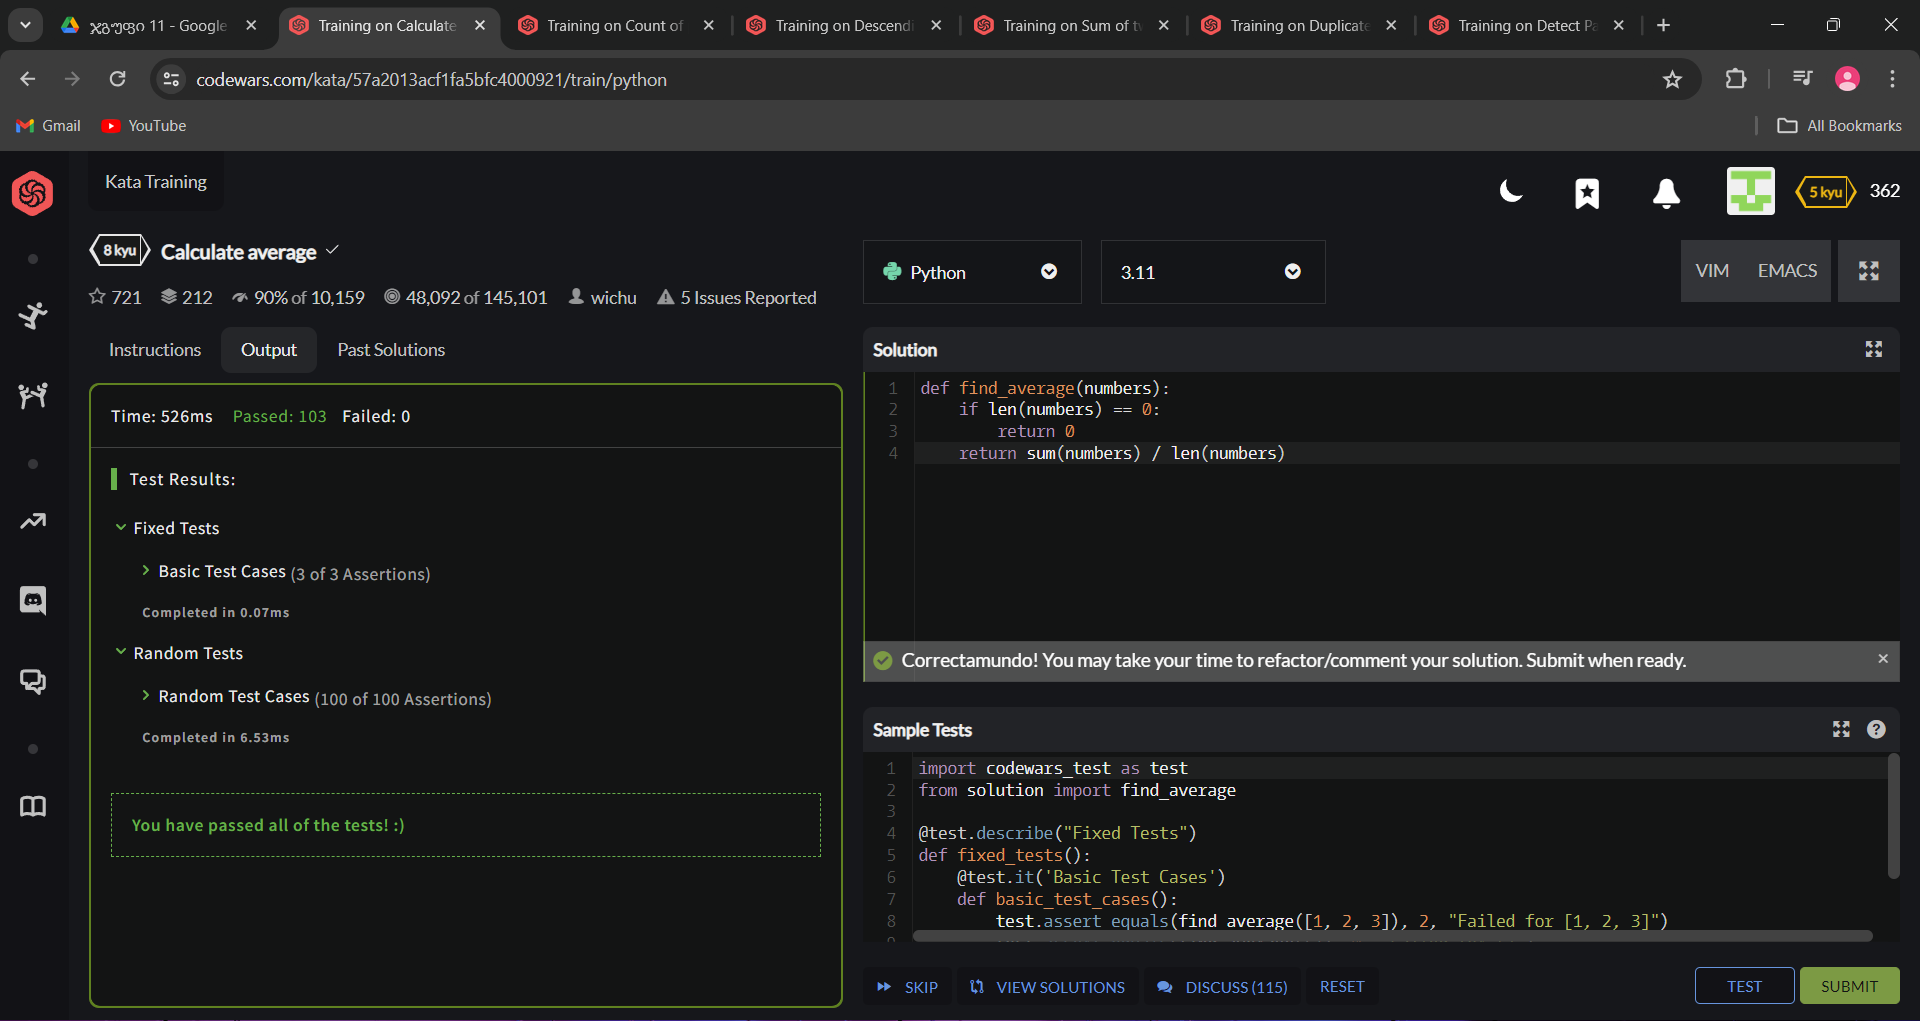 ჯგუფი 11 - Google
Training on Calculate
Training on Count of
Training on Descendi
Training on Sum of tw
Training on Duplicate
Training on Detect Pa
codewars.com/kata/57a2013acf1fa5bfc4000921/train/python
Gmail
YouTube
All Bookmarks
Kata Training
5 kyu
362
8 kyu
Calculate average
721
212
90% of 10,159
48,092 of 145,101
wichu
5 Issues Reported
Python
3.11
VIM
EMACS
Instructions
Output
Past Solutions
Time: 526ms Passed: 103 Failed: 0
Test Results:
Fixed Tests
Basic Test Cases (3 of 3 Assertions)
Completed in 0.07ms
Random Tests
Random Test Cases (100 of 100 Assertions)
Completed in 6.53ms
You have passed all of the tests! :)
Solution
1 def find_average(numbers):
2 if len(numbers) == 0:
3 return 0
4 return sum(numbers) / len(numbers)
Correctamundo! You may take your time to refactor/comment your solution. Submit when ready.
Sample Tests
1 import codewars_test as test
2 from solution import find_average
3
4 @test.describe("Fixed Tests")
5 def fixed_tests():
6 @test.it('Basic Test Cases')
7 def basic_test_cases():
8 test.assert_equals(find_average([1, 2, 3]), 2, "Failed for [1, 2, 3]")
SKIP
VIEW SOLUTIONS
DISCUSS (115)
RESET
TEST
SUBMIT